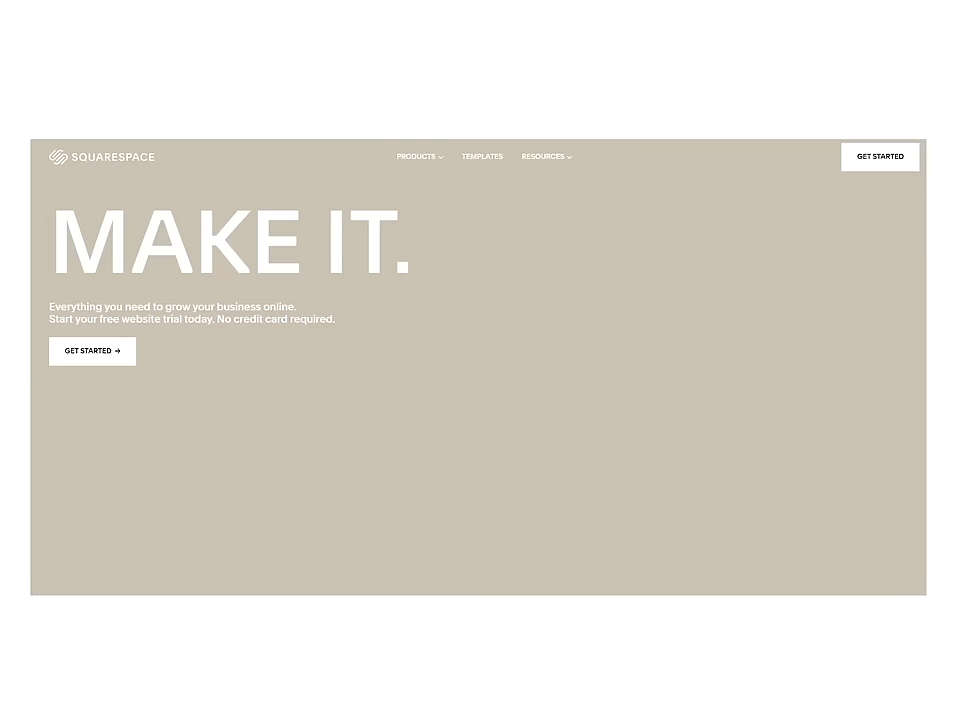 SQUARESPACE
PRODUCTS TEMPLATES RESOURCES
GET STARTED
MAKE IT.
Everything you need to grow your business online.
Start your free website trial today. No credit card required.
GET STARTED →